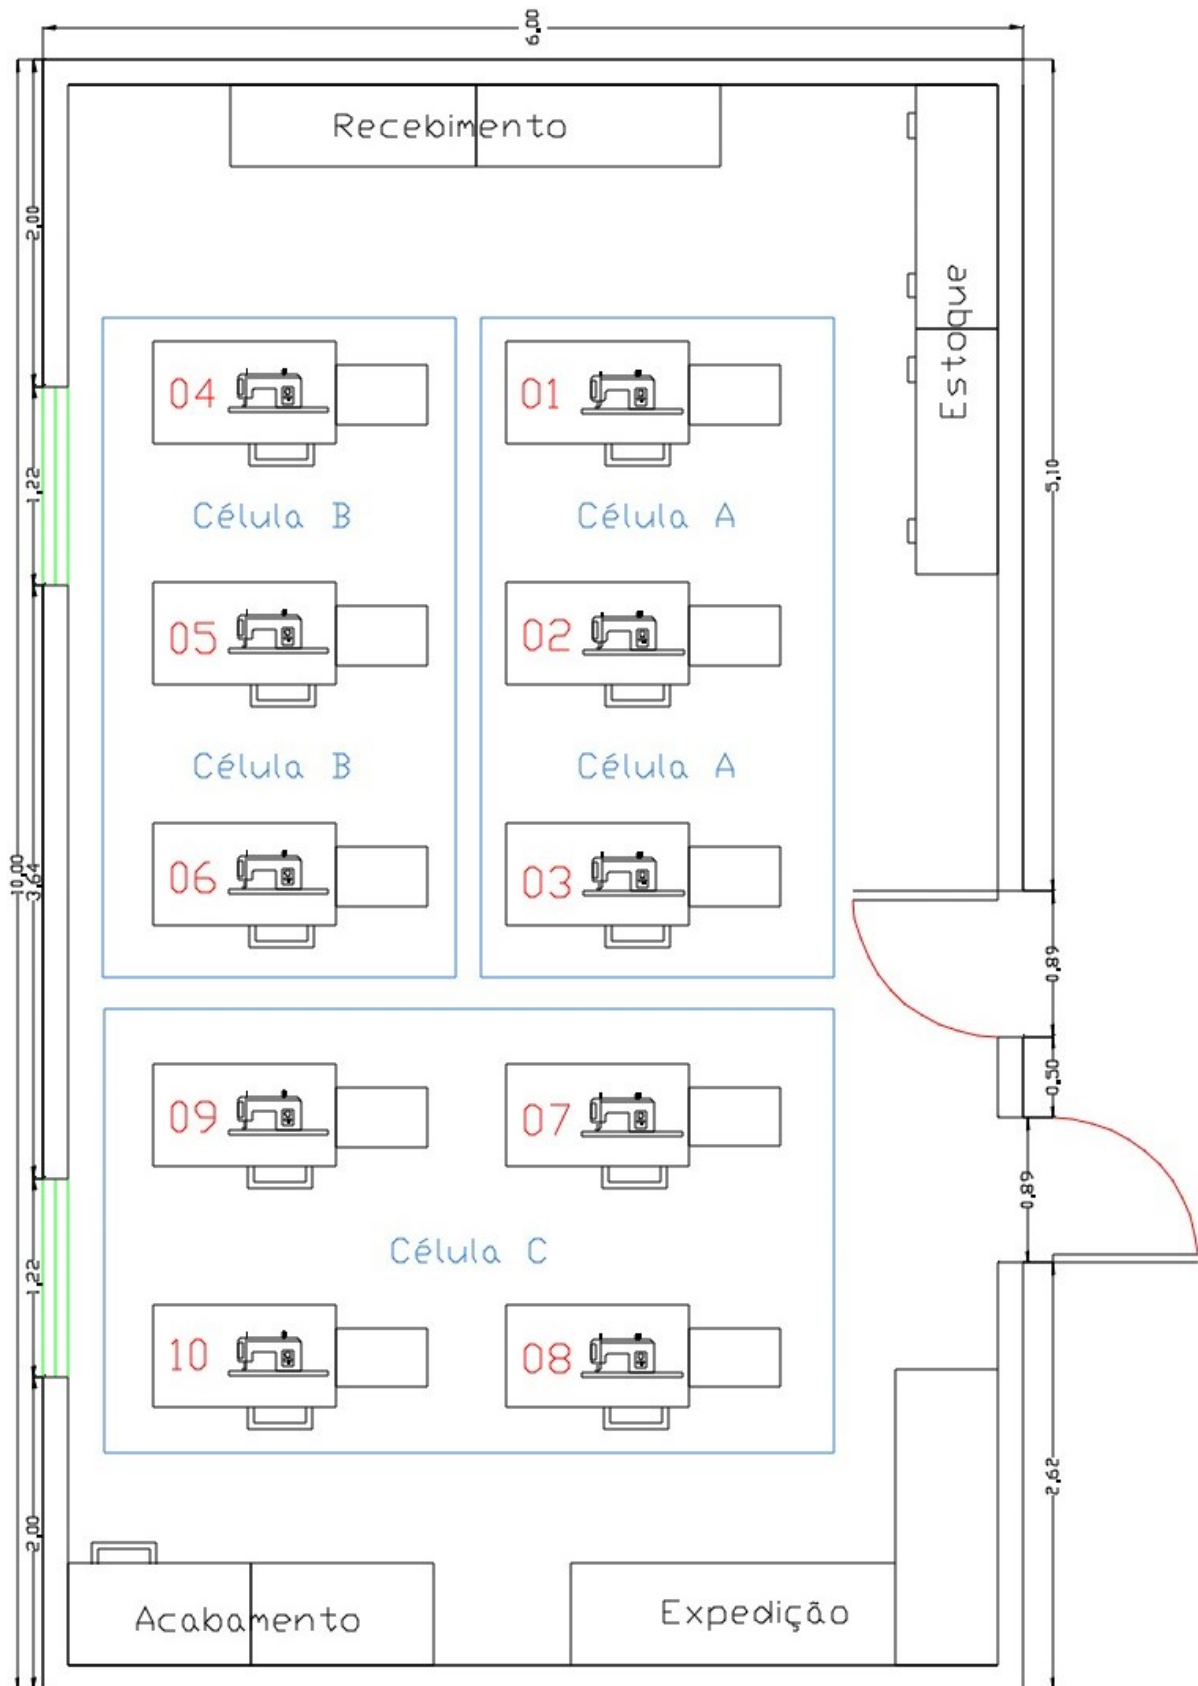 6,00
Recebimento
2,00
Estoque
04
01
1,22
5,10
Célula B
Célula A
05
02
Célula B
Célula A
10,00
3,64
06
03
0,89
0,50
09
07
0,89
Célula C
1,22
10
08
2,62
2,00
Acabamento
Expedição